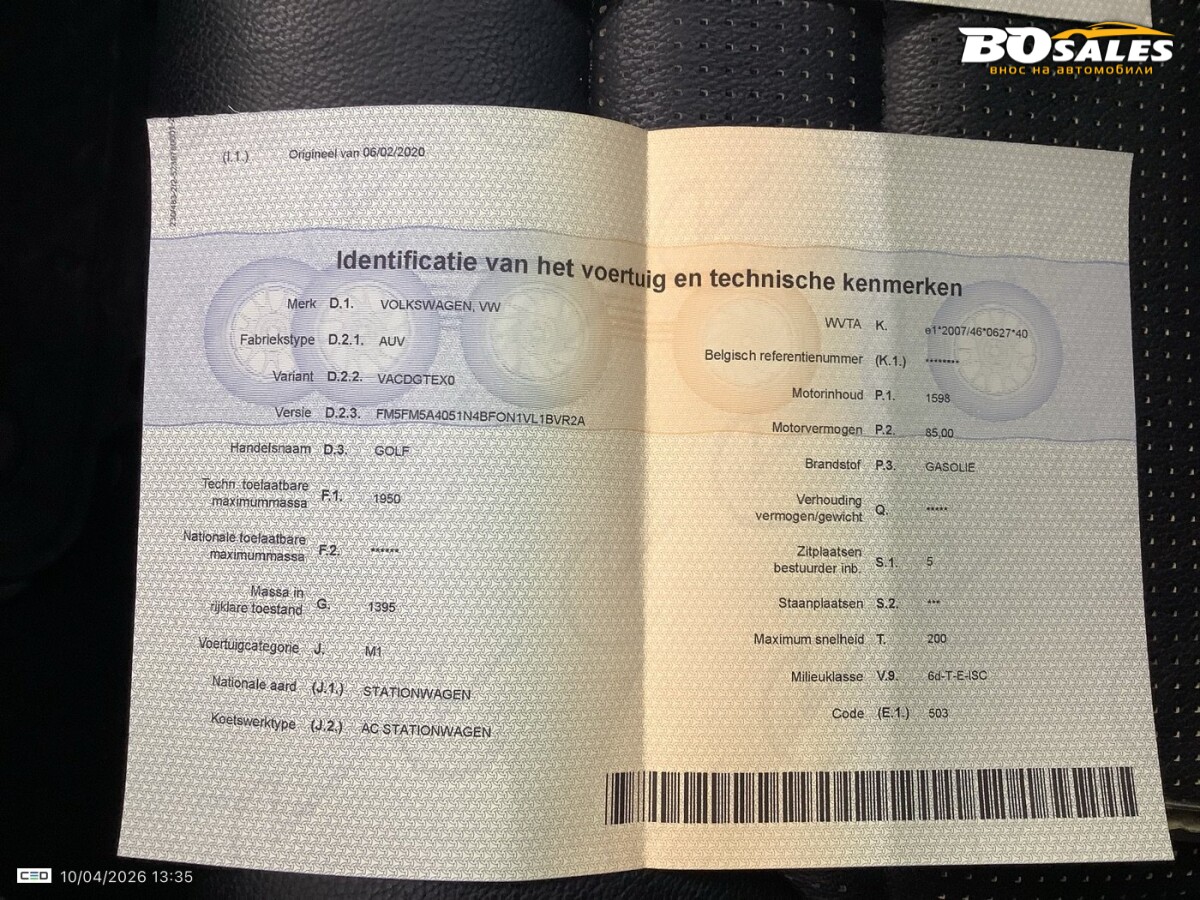 BOSALES
ВНОС НА АВТОМОБИЛИ
(I.1.) Origineel van 06/02/2020
Identificatie van het voertuig en technische kenmerken
Merk D.1. VOLKSWAGEN, VW
Fabriekstype D.2.1. AUV
Variant D.2.2. VACDGTEX0
Versie D.2.3. FM5FM5A4051N4BFON1VL1BVR2A
Handelsnaam D.3. GOLF
Techn. toelaatbare
maximummassa F.1. 1950
Nationale toelaatbare
maximummassa F.2. ******
Massa in
rijklare toestand G. 1395
Voertuigcategorie J. M1
Nationale aard (J.1.) STATIONWAGEN
Koetswerktype (J.2.) AC STATIONWAGEN
WVTA K. e1*2007/46*0627*40
Belgisch referentienummer (K.1.) ********
Motorinhoud P.1. 1598
Motorvermogen P.2. 85,00
Brandstof P.3. GASOLIE
Verhouding
vermogen/gewicht Q. *****
Zitplaatsen
bestuurder inb. S.1. 5
Staanplaatsen S.2. ***
Maximum snelheid T. 200
Milieuklasse V.9. 6d-T-E-ISC
Code (E.1.) 503
CEO 10/04/2026 13:35